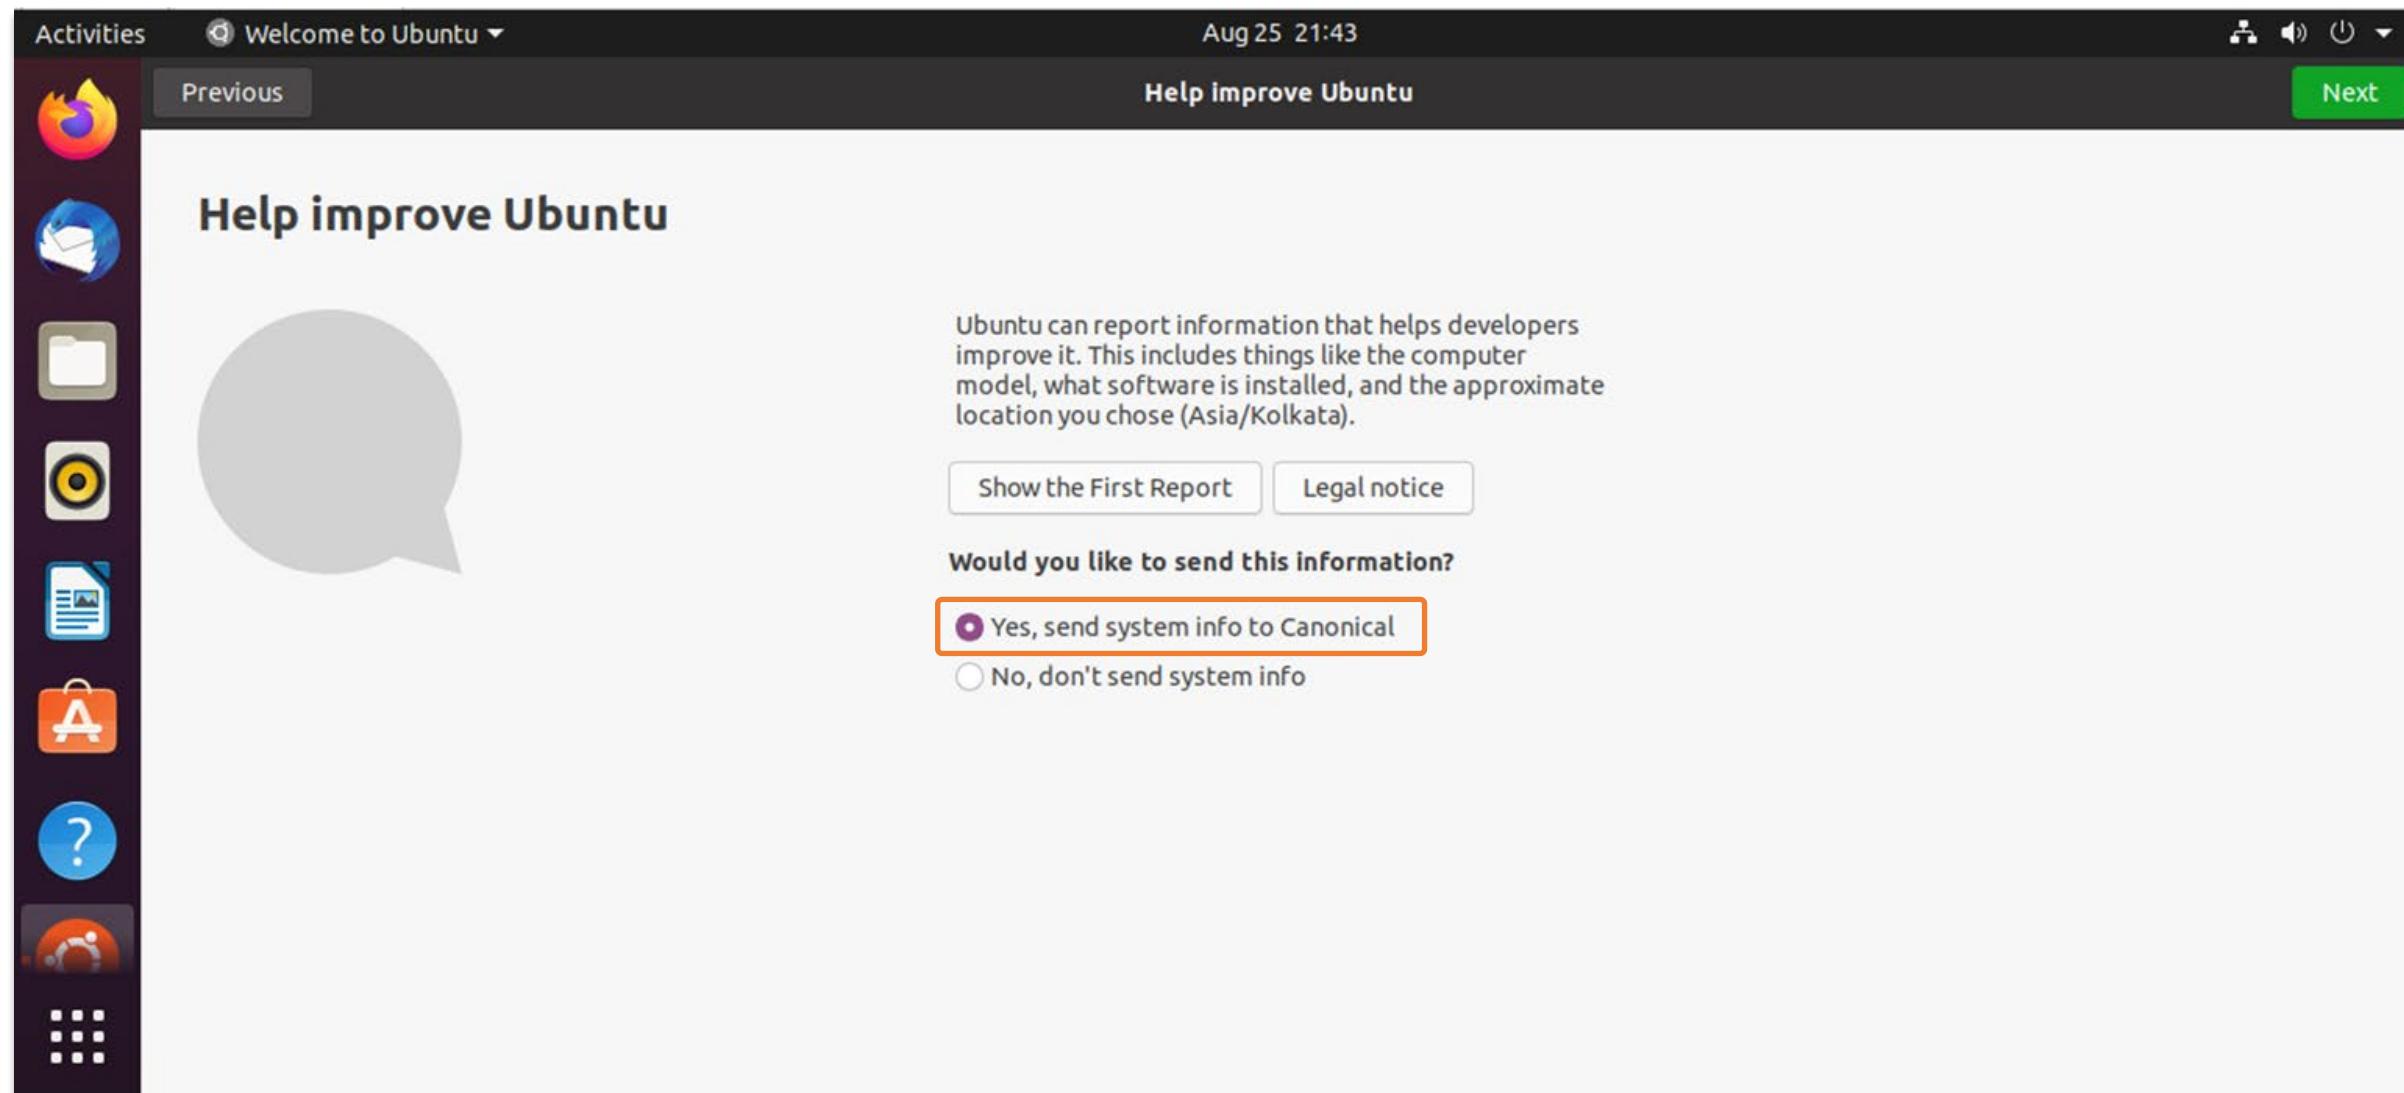 Activities
Welcome to Ubuntu
Aug 25 21:43
Previous
Help improve Ubuntu
Next
Help improve Ubuntu
Ubuntu can report information that helps developers
improve it. This includes things like the computer
model, what software is installed, and the approximate
location you chose (Asia/Kolkata).
Show the First Report
Legal notice
Would you like to send this information?
Yes, send system info to Canonical
No, don't send system info